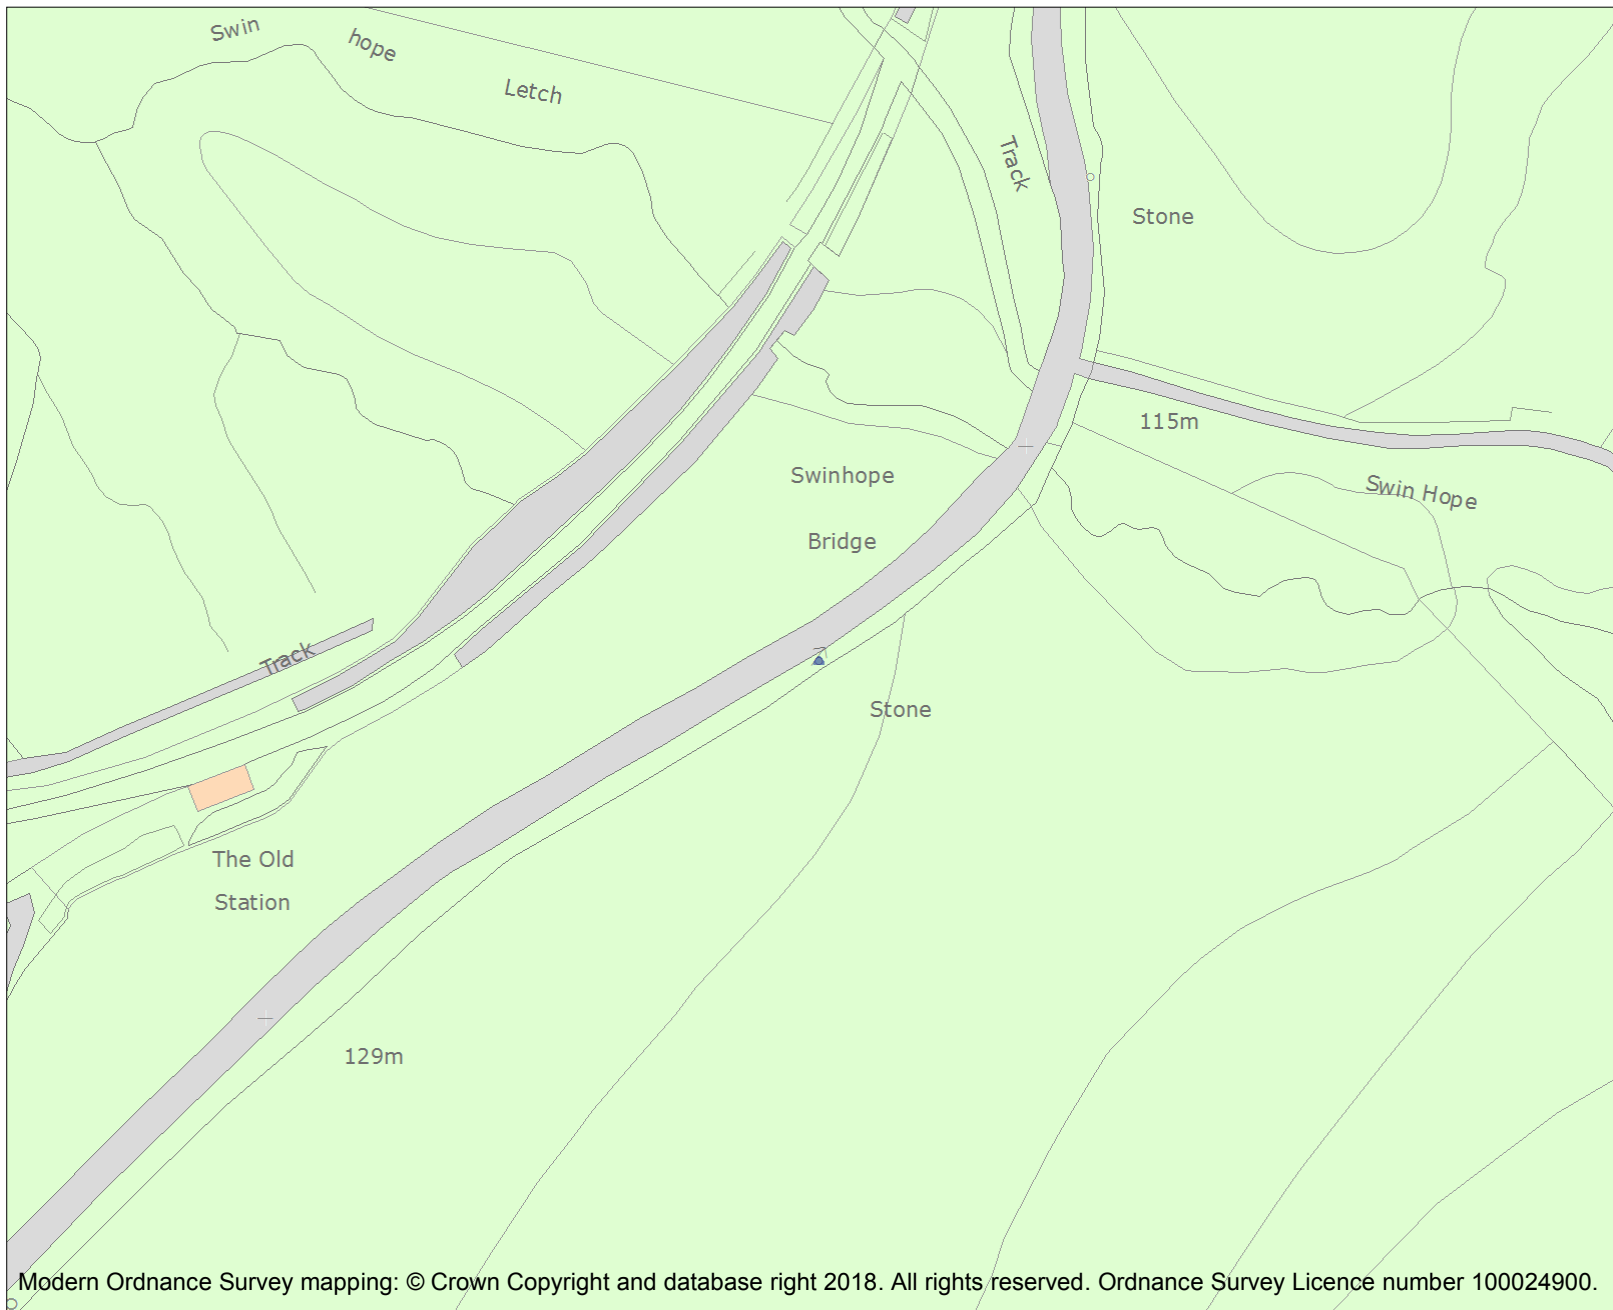 Swin
hope
Letch
Track
Stone
115m
Swinhope
Bridge
Swin Hope
Track
Stone
The Old
Station
129m
Modern Ordnance Survey mapping: © Crown Copyright and database right 2018. All rights reserved. Ordnance Survey Licence number 100024900.